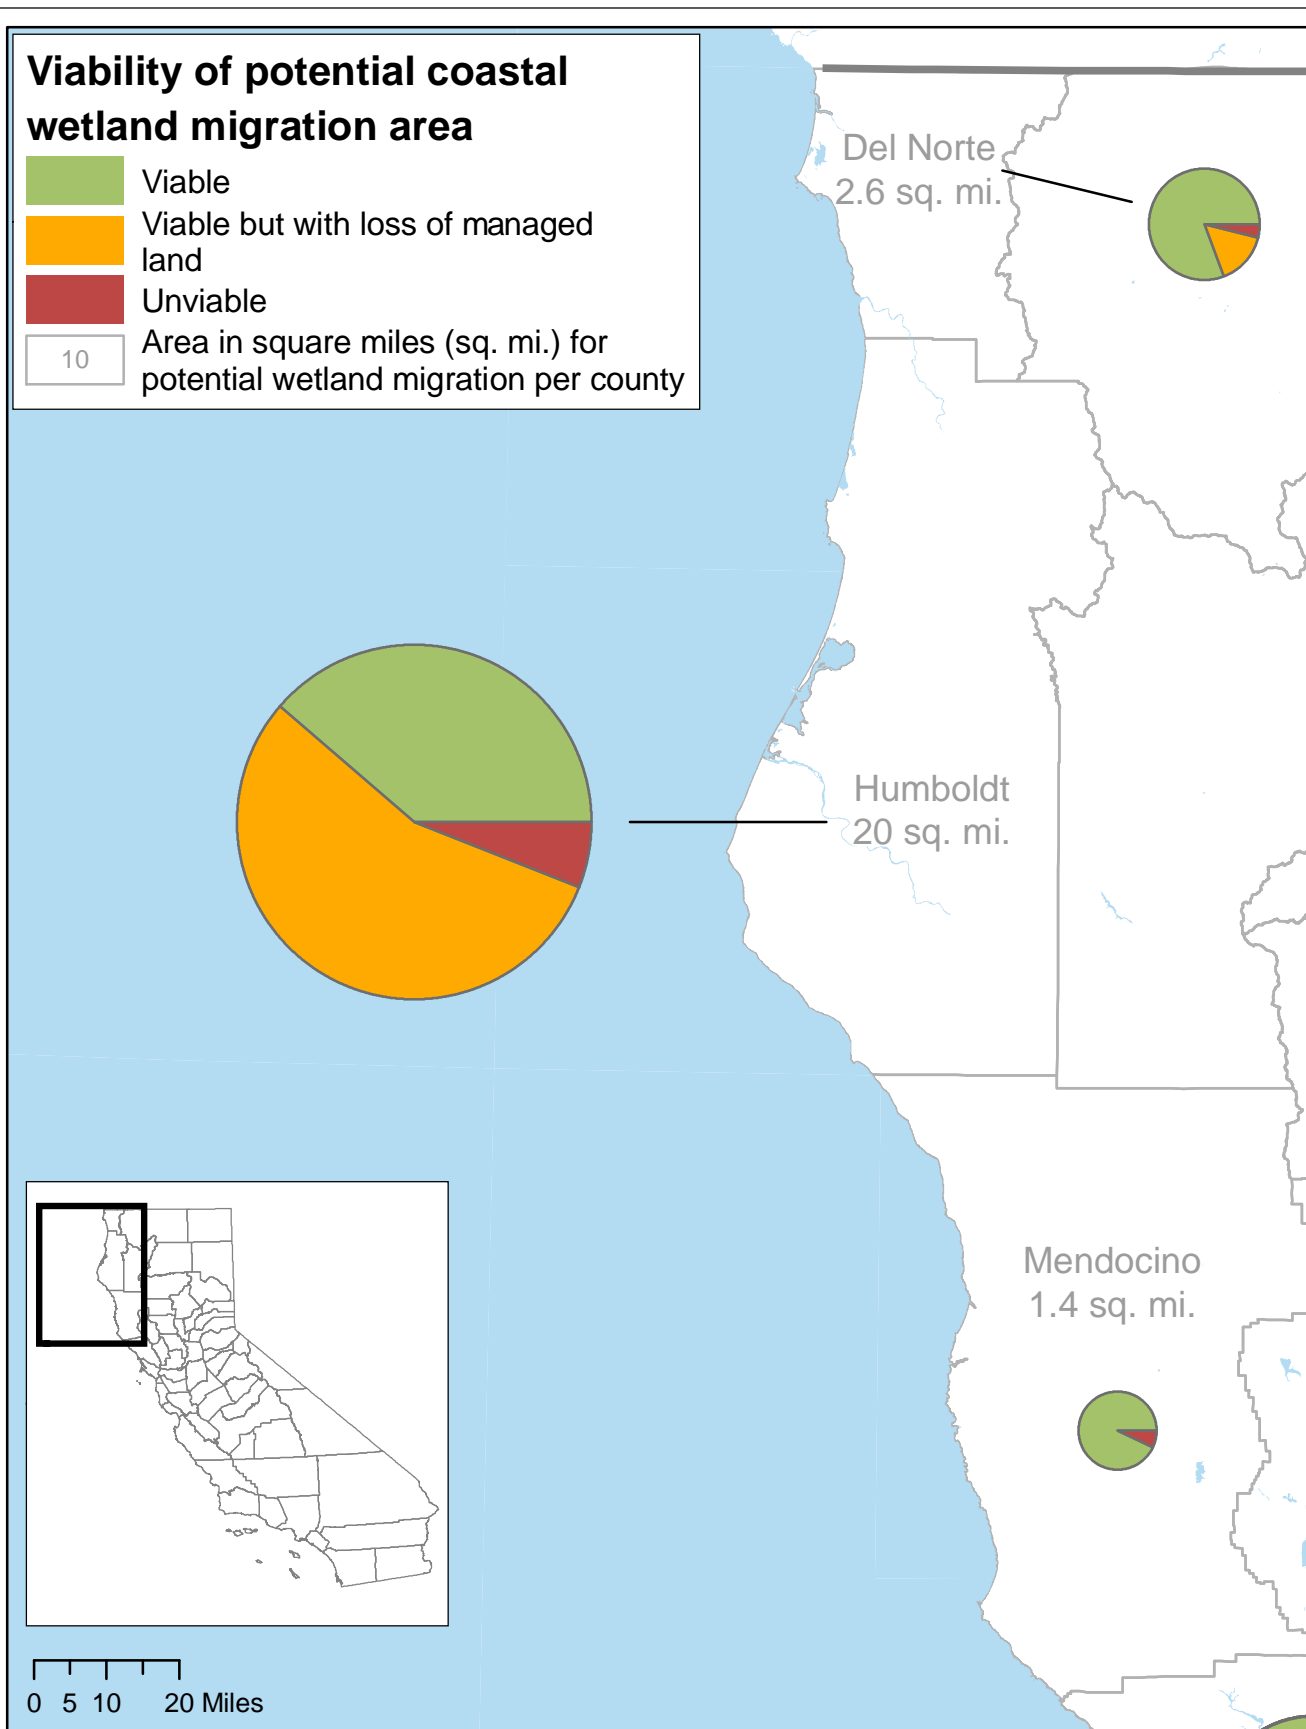 Viability of potential coastal
wetland migration area
Viable
Viable but with loss of managed
land
Unviable
10
Area in square miles (sq. mi.) for
potential wetland migration per county
Del Norte
2.6 sq. mi.
Humboldt
20 sq. mi.
Mendocino
1.4 sq. mi.
0 5 10 20 Miles